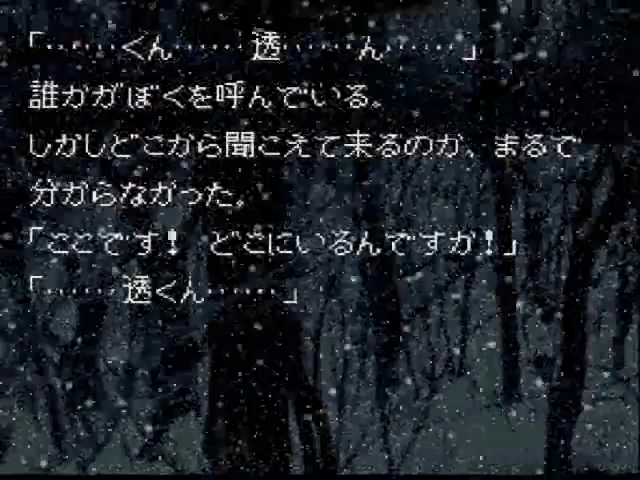 「‥‥‥くん‥‥‥透‥‥‥ん‥‥‥」
誰かがぼくを呼んでいる。
しかしどこから聞こえて来るのか、まるで
分からなかった。
「ここです！　どこにいるんですか！」
「‥‥‥透くん‥‥‥」